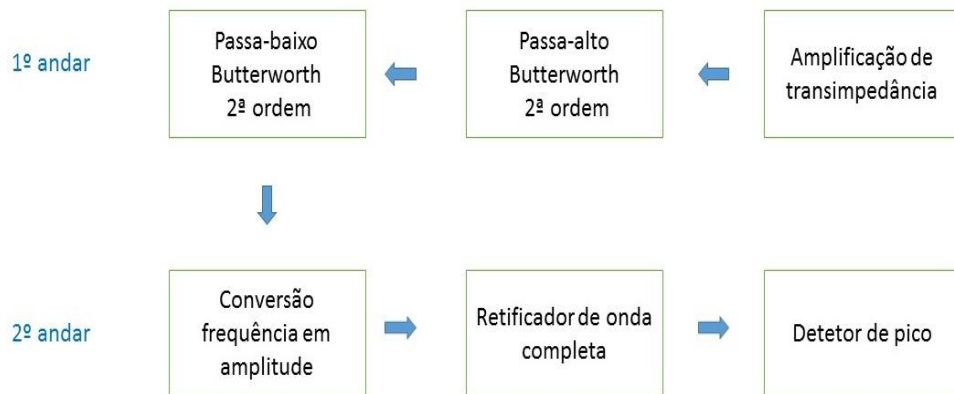 1º andar
Passa-baixo
Butterworth
2ª ordem
Passa-alto
Butterworth
2ª ordem
Amplificação de
transimpedância
2º andar
Conversão
frequência em
amplitude
Retificador de onda
completa
Detetor de pico